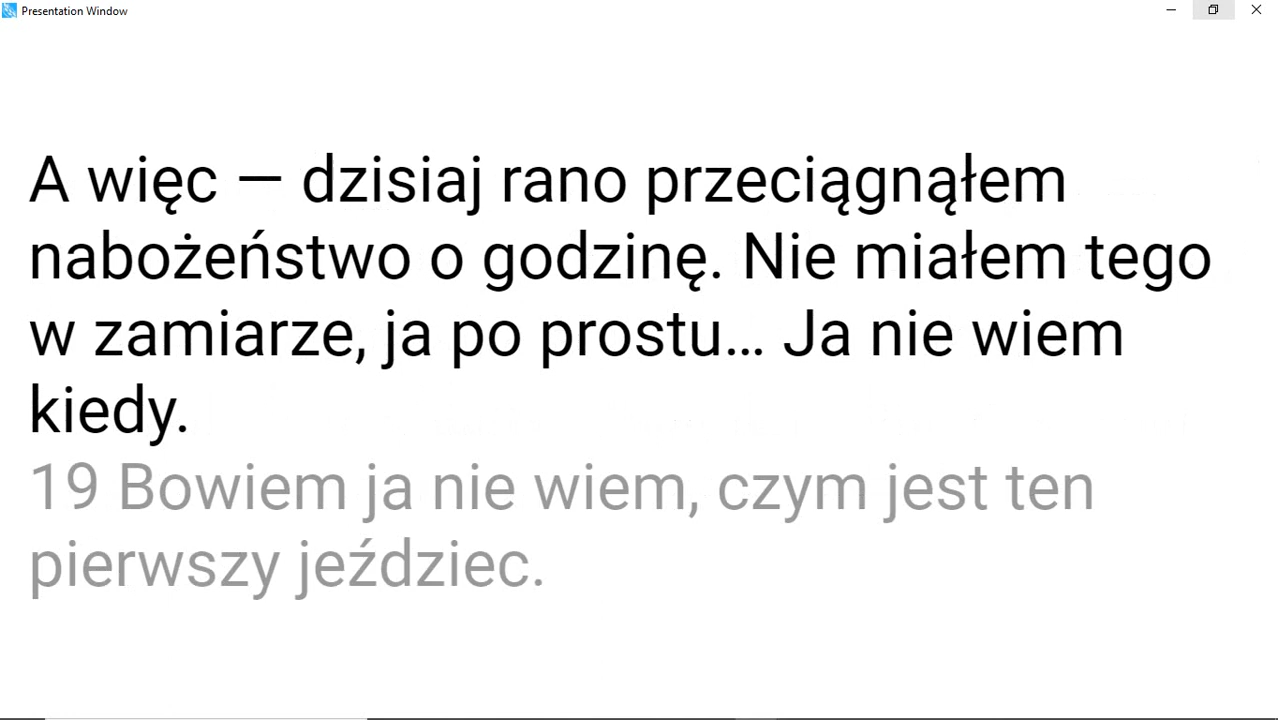 Presentation Window
A więc — dzisiaj rano przeciągnąłem
nabożeństwo o godzinę. Nie miałem tego
w zamiarze, ja po prostu... Ja nie wiem
kiedy.
19 Bowiem ja nie wiem, czym jest ten
pierwszy jeździec.